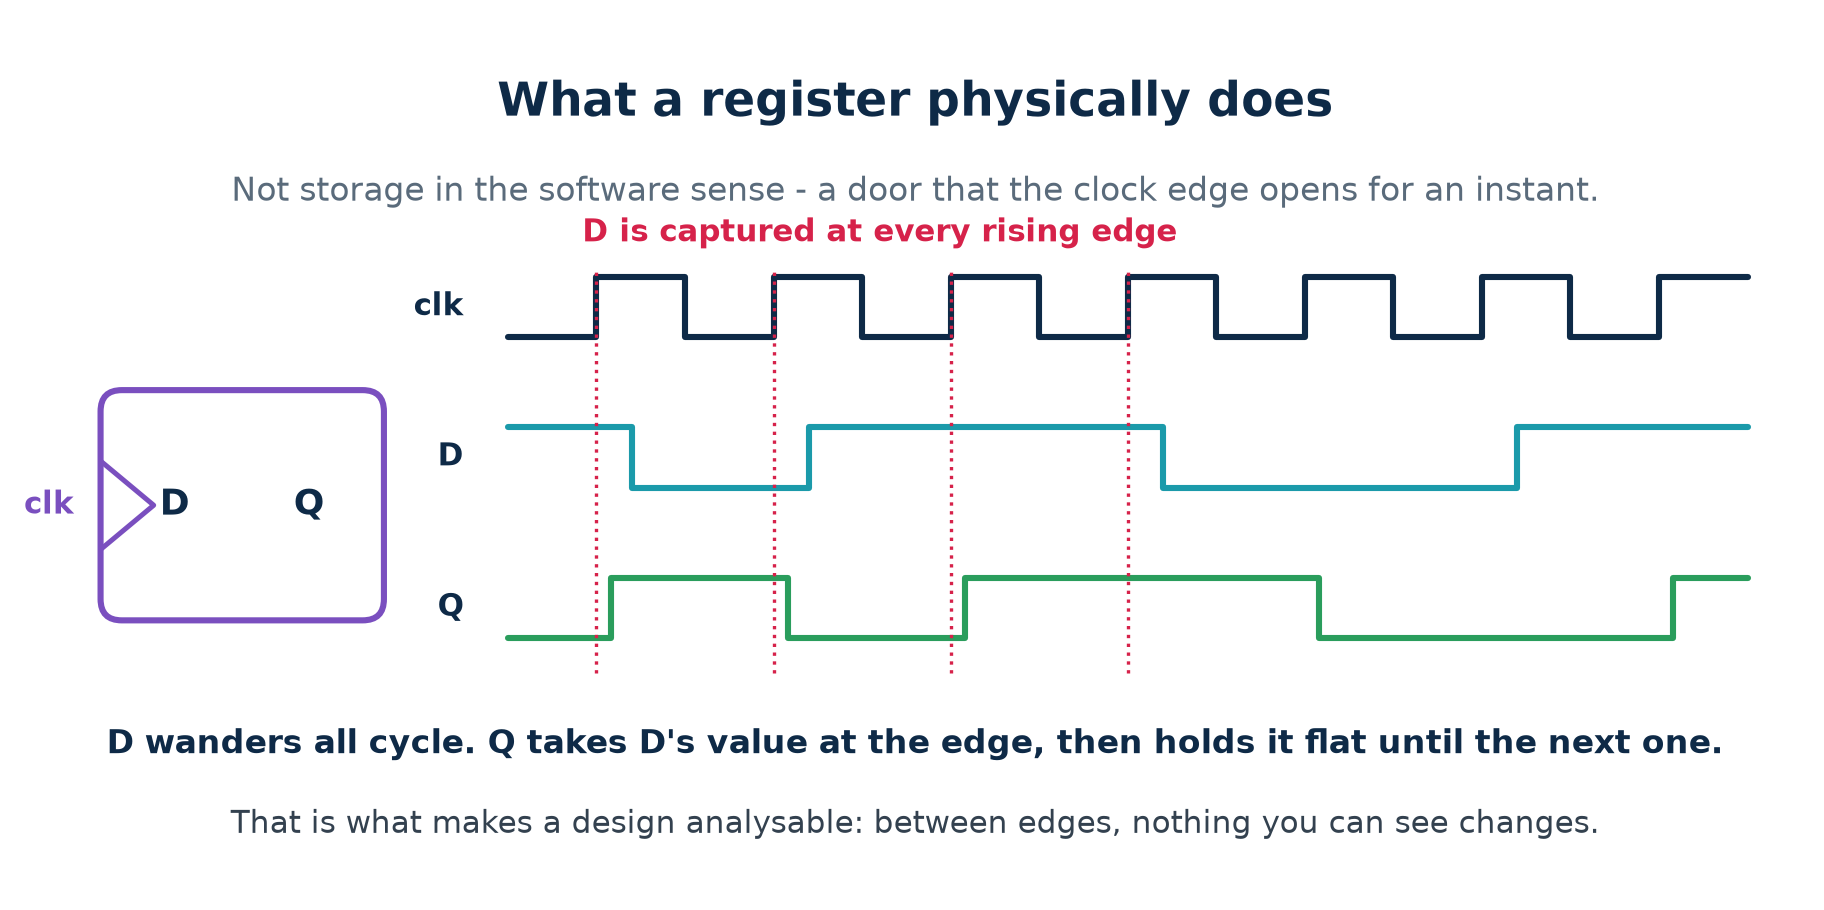 What a register physically does
Not storage in the software sense - a door that the clock edge opens for an instant.
D is captured at every rising edge
clk
D
clk
D
Q
Q
D wanders all cycle. Q takes D's value at the edge, then holds it flat until the next one.
That is what makes a design analysable: between edges, nothing you can see changes.